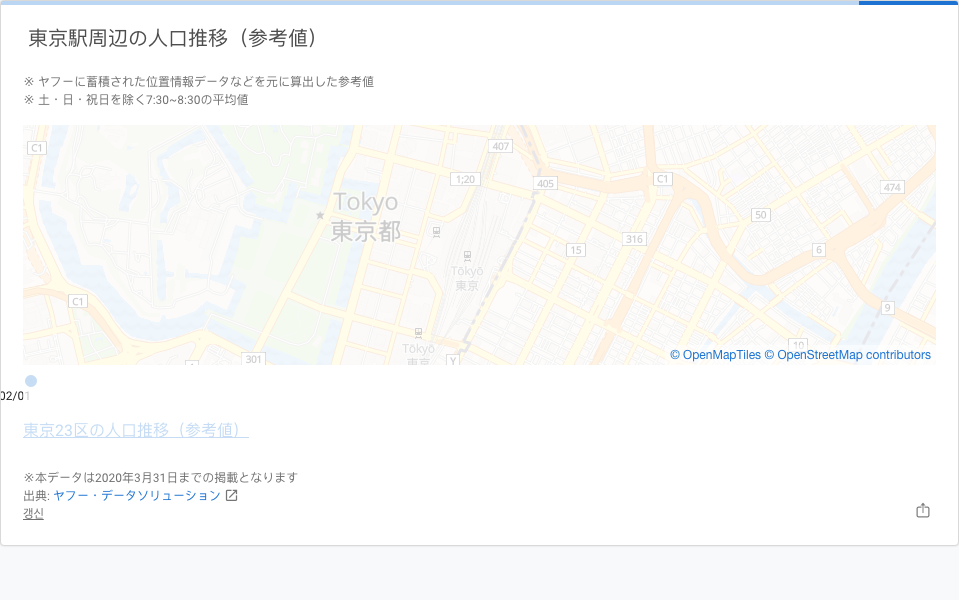 東京駅周辺の人口推移（参考値）
※ ヤフーに蓄積された位置情報データなどを元に算出した参考値
※ 土・日・祝日を除く7:30~8:30の平均値
C1
407
1;20
405
C1
474
Tokyo
東京都
50
316
15
6
Tōkyō
東京
C1
9
10
Tōkyō
東京
301
Y
© OpenMapTiles © OpenStreetMap contributors
02/01
東京23区の人口推移（参考値）
※本データは2020年3月31日までの掲載となります
出典: ヤフー・データソリューション
갱신